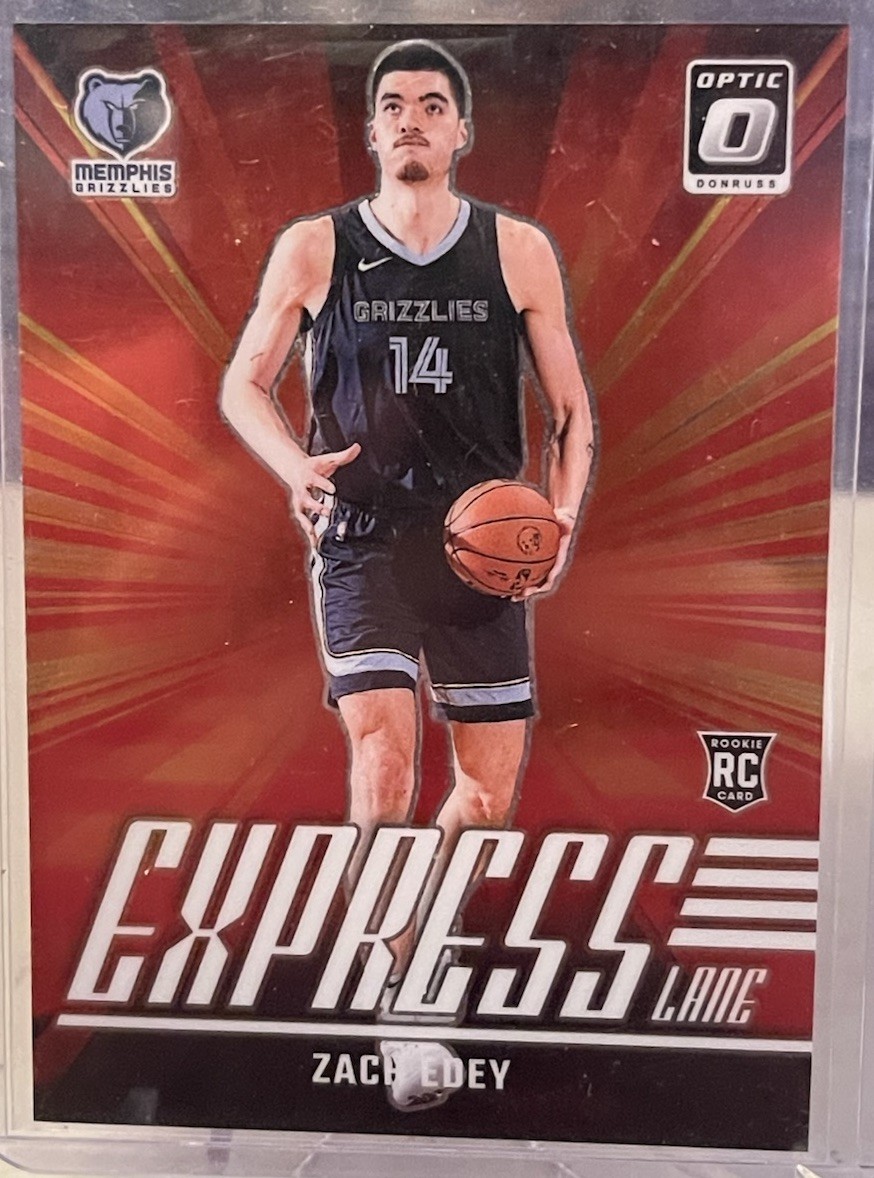 MEMPHIS
GRIZZLIES
OPTIC
O
DONRUSS
GRIZZLIES
14
ROOKIE
RC
CARD
EXPRESS
LANE
ZACH EDEY